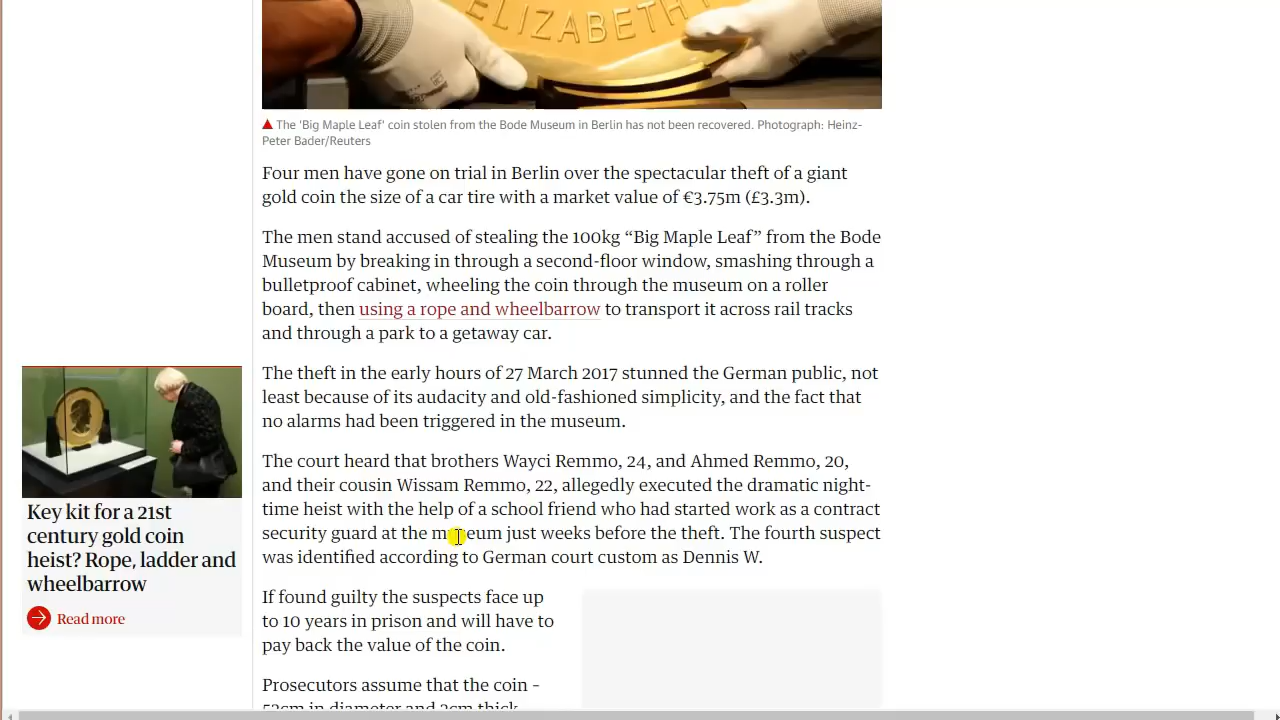 ELIZABETH
▲ The 'Big Maple Leaf' coin stolen from the Bode Museum in Berlin has not been recovered. Photograph: Heinz-
Peter Bader/Reuters
Four men have gone on trial in Berlin over the spectacular theft of a giant
gold coin the size of a car tire with a market value of €3.75m (£3.3m).
The men stand accused of stealing the 100kg “Big Maple Leaf” from the Bode
Museum by breaking in through a second-floor window, smashing through a
bulletproof cabinet, wheeling the coin through the museum on a roller
board, then using a rope and wheelbarrow to transport it across rail tracks
and through a park to a getaway car.
The theft in the early hours of 27 March 2017 stunned the German public, not
least because of its audacity and old-fashioned simplicity, and the fact that
no alarms had been triggered in the museum.
The court heard that brothers Wayci Remmo, 24, and Ahmed Remmo, 20,
and their cousin Wissam Remmo, 22, allegedly executed the dramatic night-
time heist with the help of a school friend who had started work as a contract
security guard at the museum just weeks before the theft. The fourth suspect
was identified according to German court custom as Dennis W.
If found guilty the suspects face up
to 10 years in prison and will have to
pay back the value of the coin.
Prosecutors assume that the coin –
53cm in diameter and 3cm thick
Key kit for a 21st
century gold coin
heist? Rope, ladder and
wheelbarrow
Read more